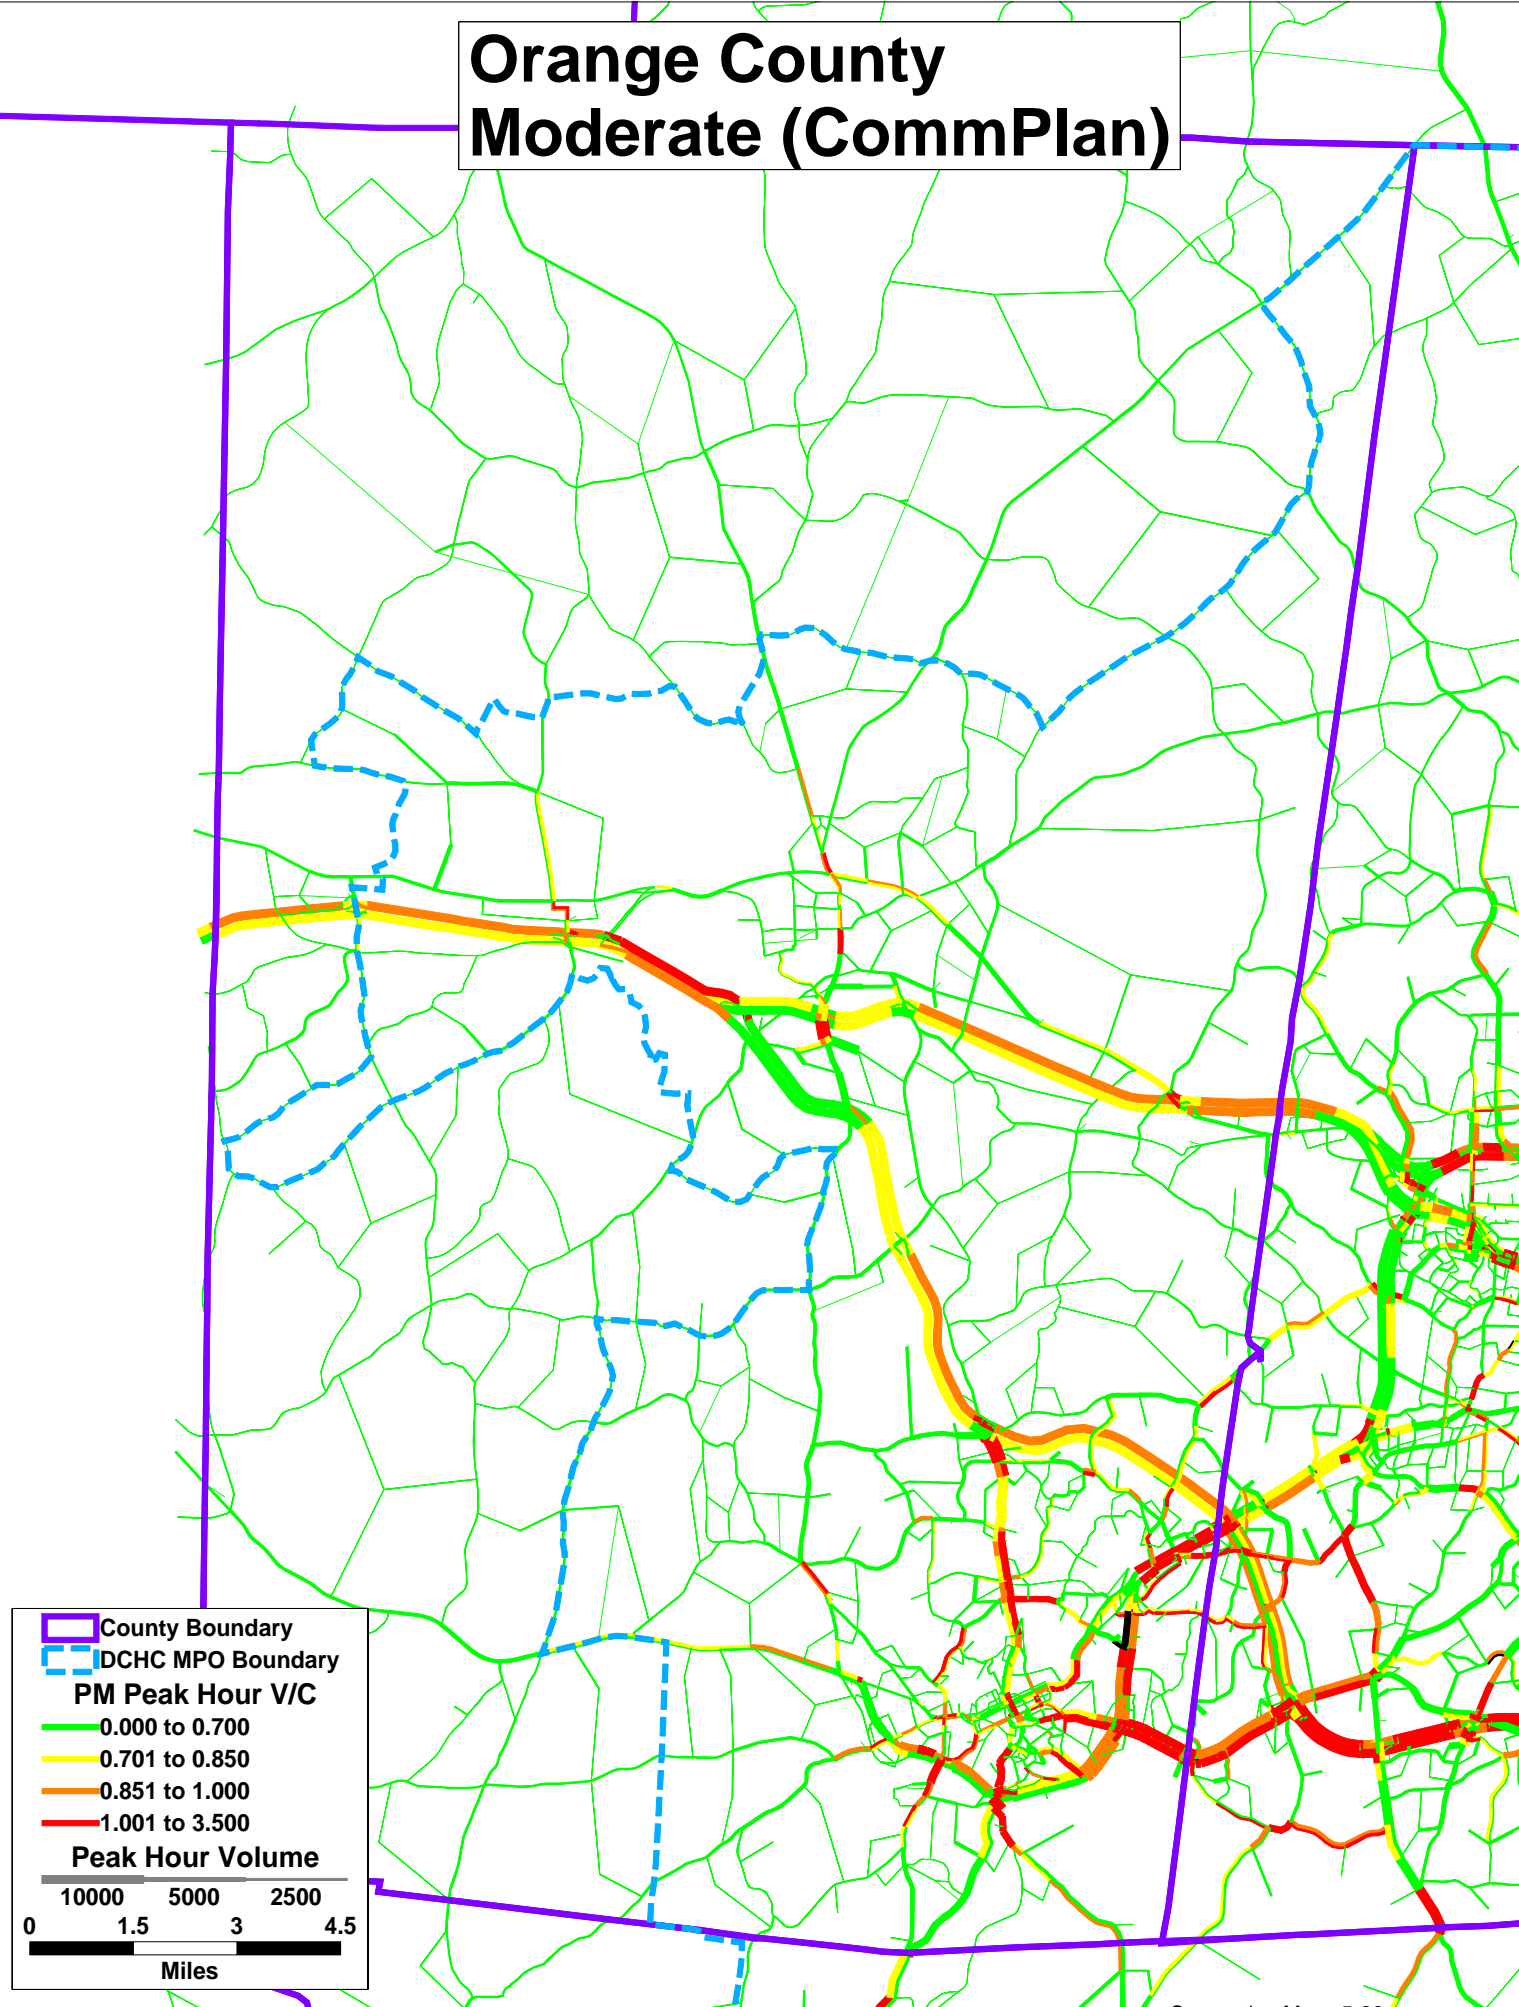 Orange County
Moderate (CommPlan)
County Boundary
DCHC MPO Boundary
PM Peak Hour V/C
0.000 to 0.700
0.701 to 0.850
0.851 to 1.000
1.001 to 3.500
Peak Hour Volume
10000 5000 2500
0 1.5 3 4.5
Miles